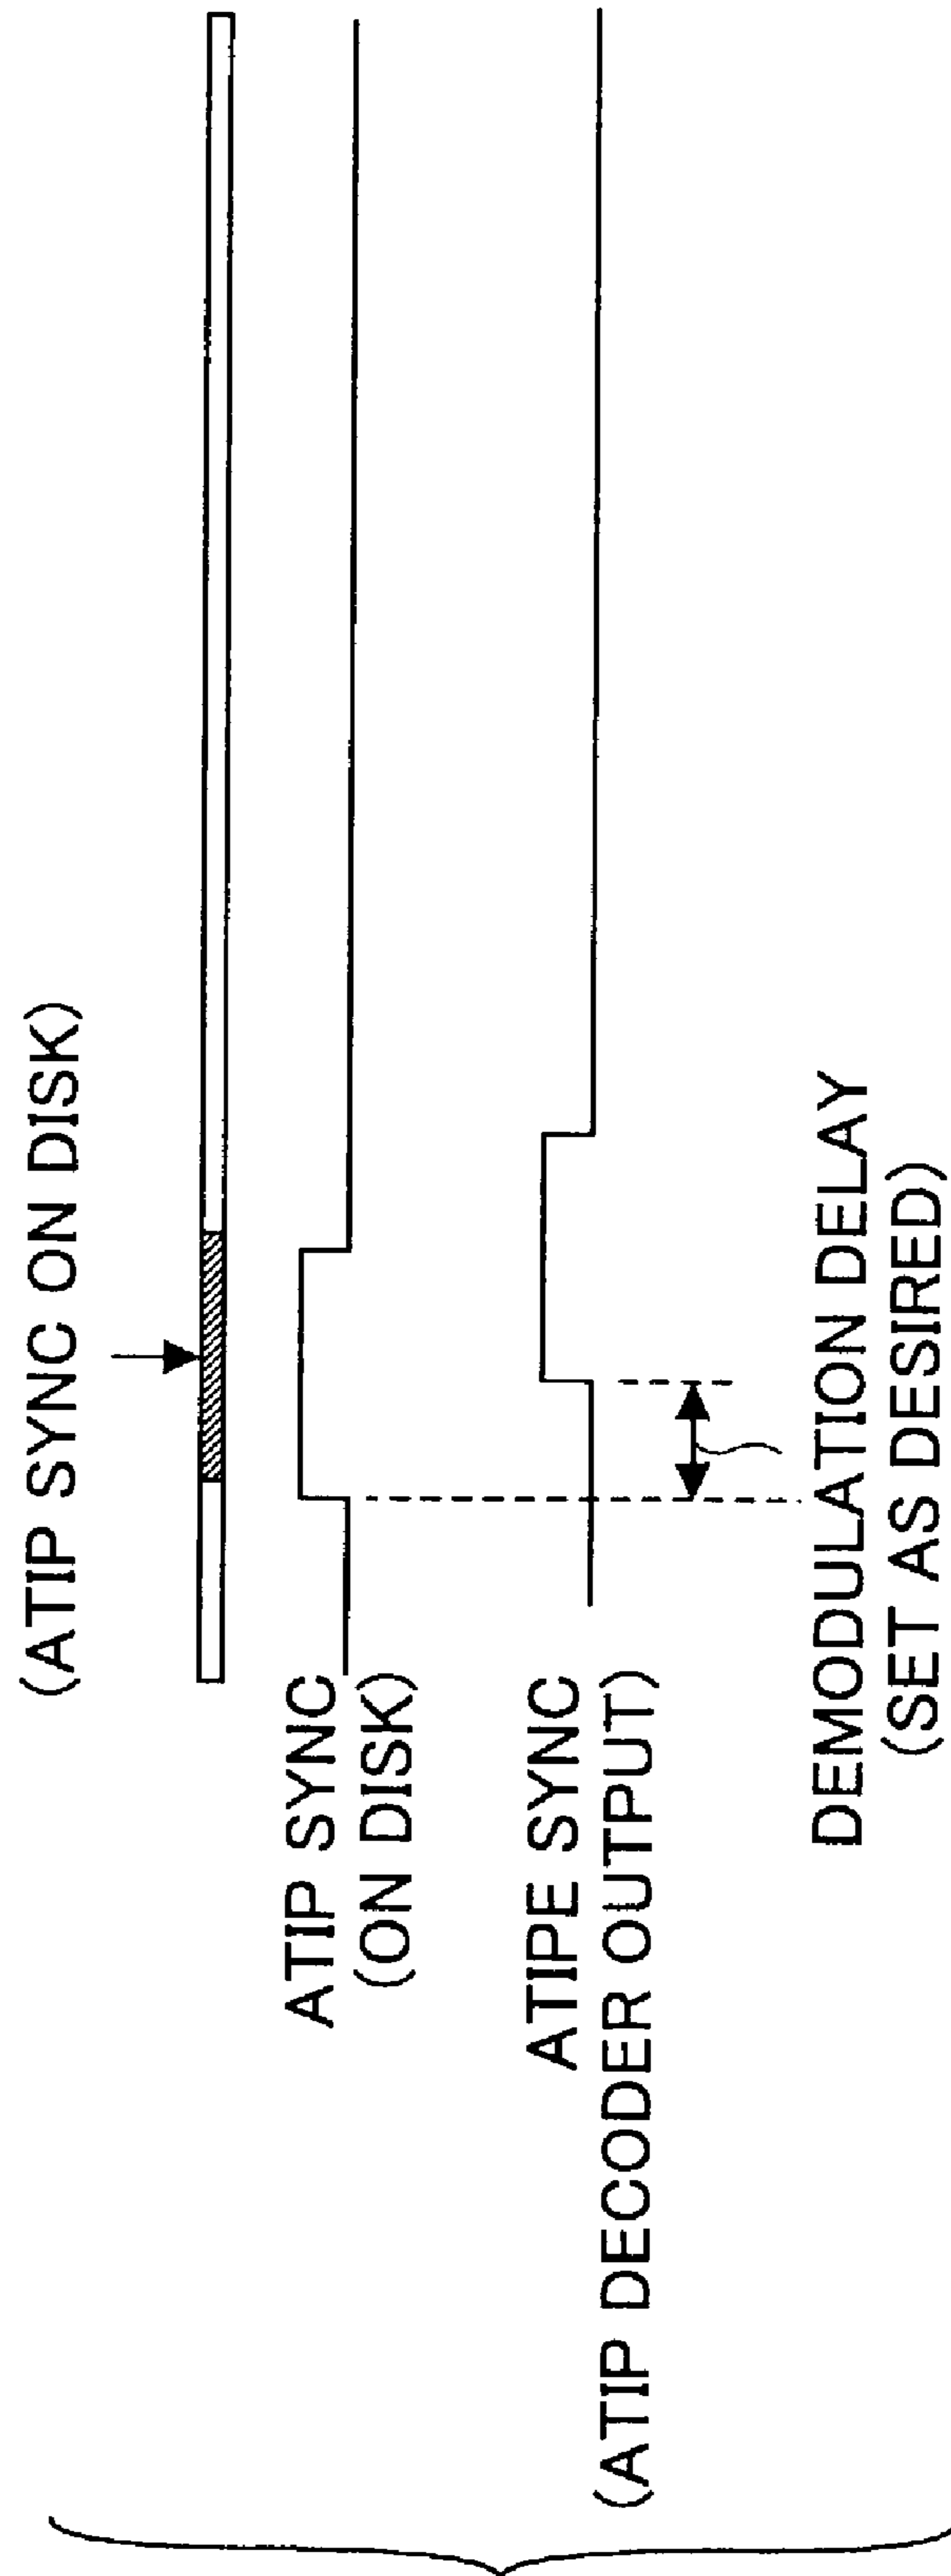 (ATIP SYNC ON DISK)
ATIP SYNC
(ON DISK)
ATIPE SYNC
(ATIP DECODER OUTPUT)
DEMODULATION DELAY
(SET AS DESIRED)